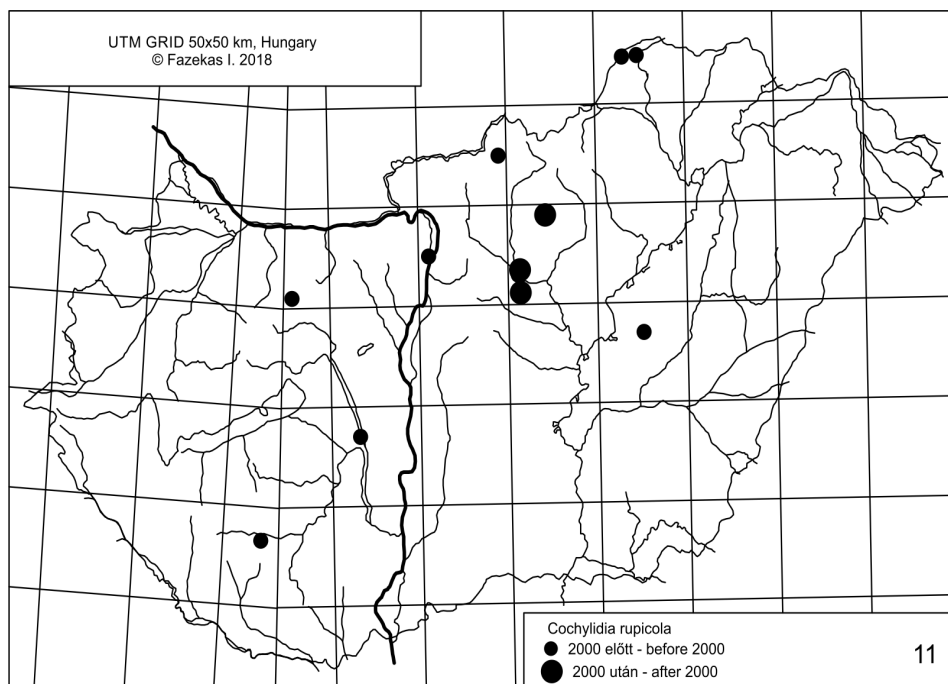 UTM GRID 50x50 km, Hungary
© Fazekas I. 2018
Cochylidia rupicola
2000 előtt - before 2000
2000 után - after 2000
11